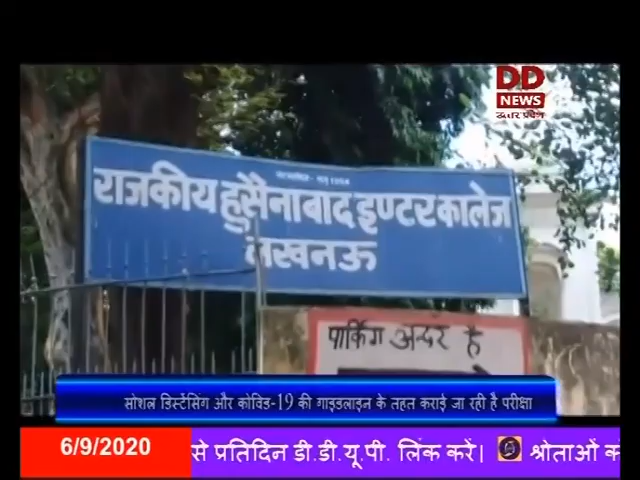 DD
NEWS
उत्तर प्रदेश
राजकीय हुसैनाबाद इण्टर कालेज
लखनऊ
पार्किंग अन्दर है
सोशल डिस्टेंसिंग और कोविड-19 की गाइडलाइन के तहत कराई जा रही है परीक्षा
6/9/2020 से प्रतिदिन डी.डी.यू.पी. लिंक करें। श्रोताओं